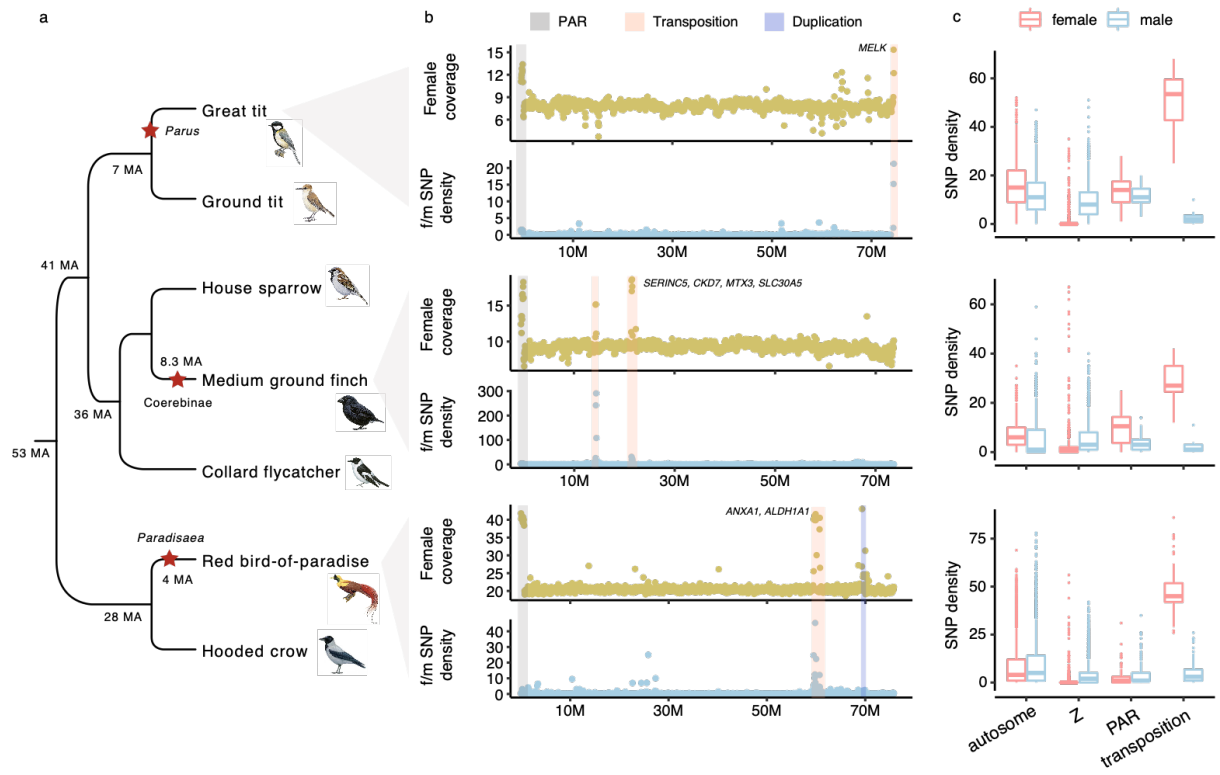 a
Great tit
Parus
7 MA
Ground tit
41 MA
House sparrow
8.3 MA
Medium ground finch
Coerebinae
36 MA
53 MA
Collard flycatcher
Paradisaea
Red bird-of-paradise
4 MA
28 MA
Hooded crow
b
PAR
Transposition
Duplication
Female
coverage
15
12
9
6
MELK
f/m SNP
density
20
15
10
5
0
10M
30M
50M
70M
Female
coverage
15
10
SERINC5, CKD7, MTX3, SLC30A5
f/m SNP
density
300
200
100
0
10M
30M
50M
70M
Female
coverage
40
35
30
25
20
ANXA1, ALDH1A1
f/m SNP
density
40
30
20
10
0
10M
30M
50M
70M
c
female
male
SNP density
60
40
20
0
SNP density
60
40
20
0
SNP density
75
50
25
0
autosome
Z
PAR
transposition